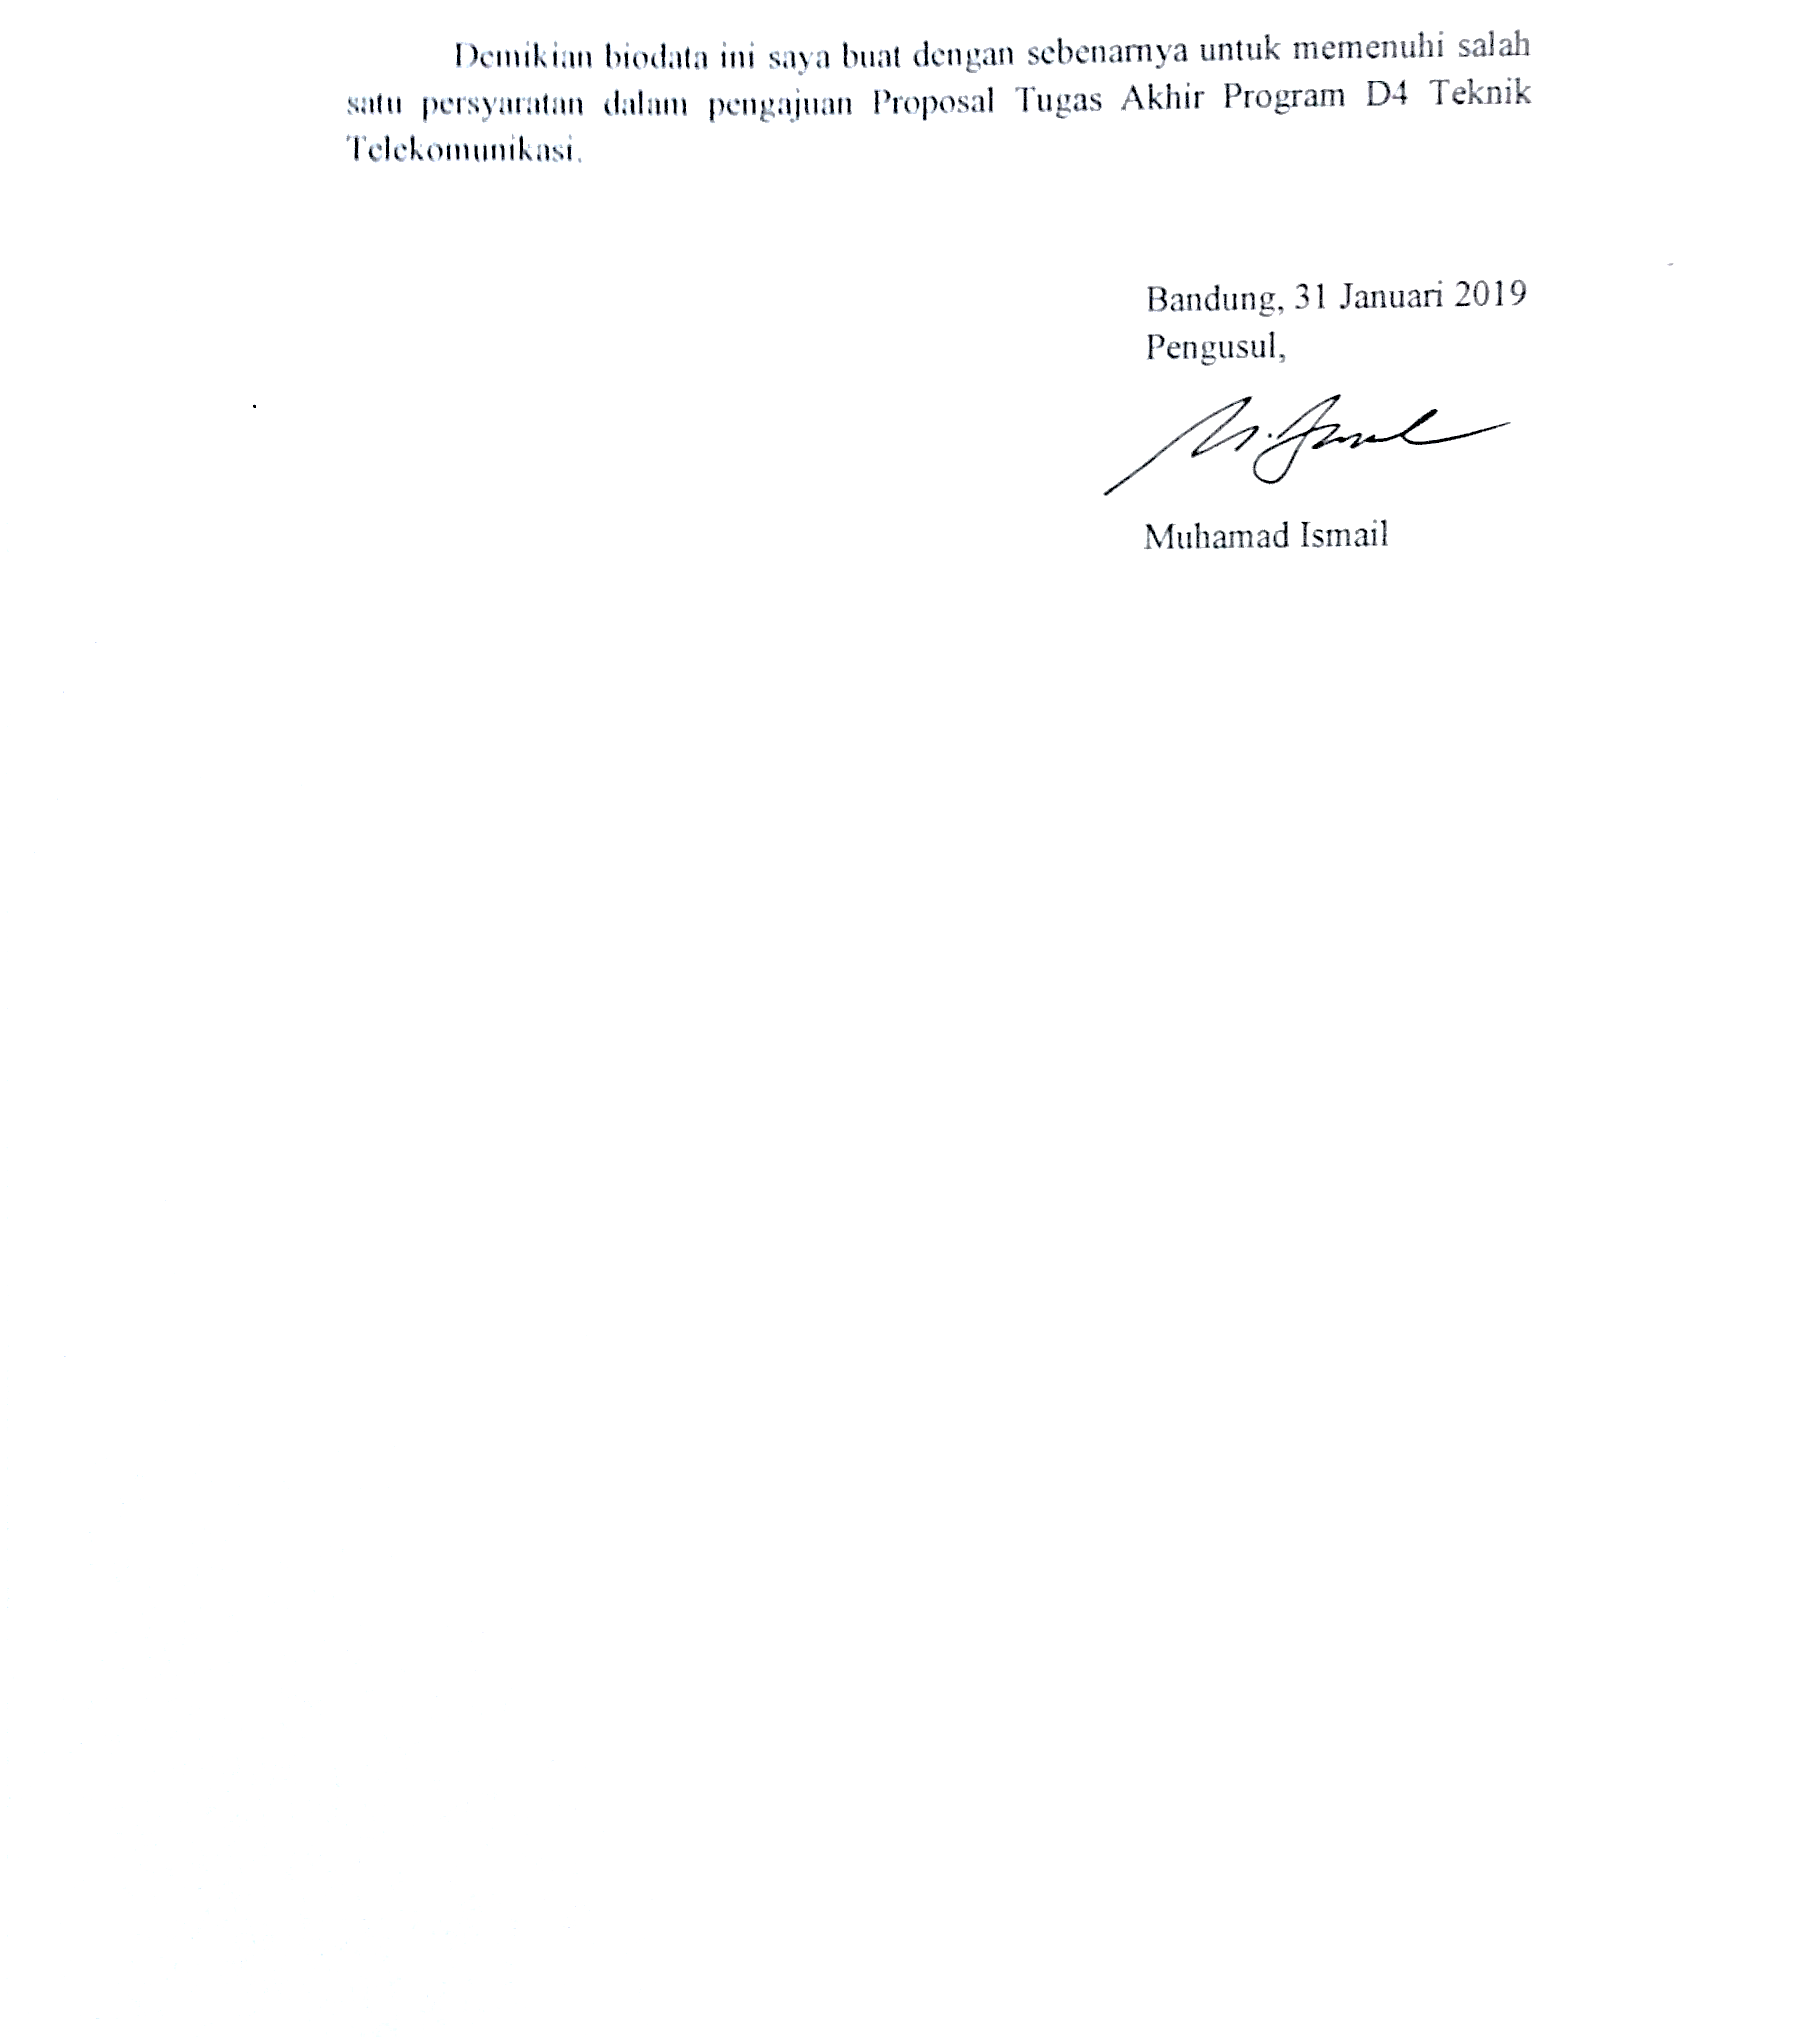 Demikian biodata ini saya buat dengan sebenarnya untuk memenuhi salah
satu persyaratan dalam pengajuan Proposal Tugas Akhir Program D4 Teknik
Telekomunikasi.
Bandung, 31 Januari 2019
Pengusul,
M. Ismail
Muhamad Ismail